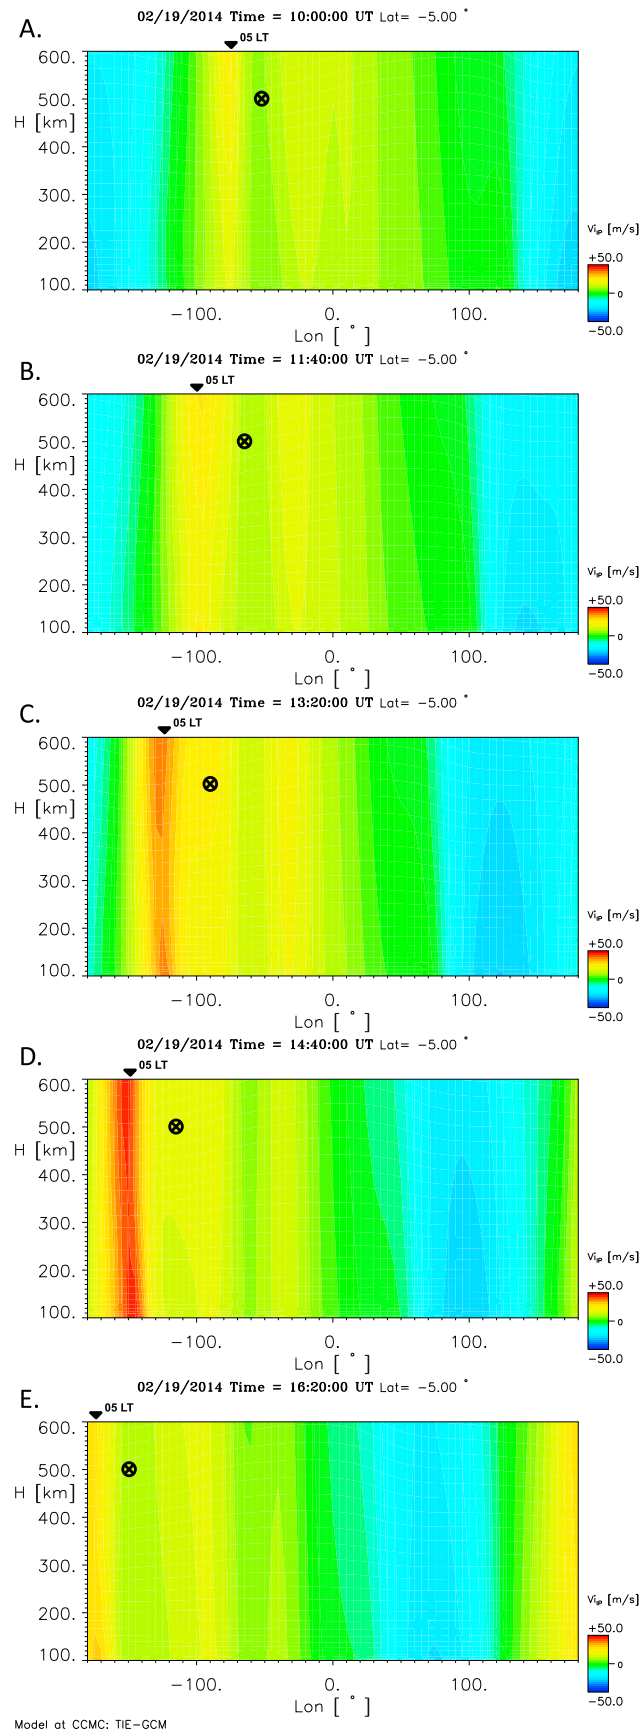 A.
02/19/2014 Time = 10:00:00 UT Lat= −5.00 °
05 LT
600.
500.
H [km]
400.
300.
200.
100.
−100. 0. 100.
Lon [ ° ]
Vi_IP [m/s]
+50.0
0
−50.0
B.
02/19/2014 Time = 11:40:00 UT Lat= −5.00 °
05 LT
600.
500.
H [km]
400.
300.
200.
100.
−100. 0. 100.
Lon [ ° ]
Vi_IP [m/s]
+50.0
0
−50.0
C.
02/19/2014 Time = 13:20:00 UT Lat= −5.00 °
05 LT
600.
500.
H [km]
400.
300.
200.
100.
−100. 0. 100.
Lon [ ° ]
Vi_IP [m/s]
+50.0
0
−50.0
D.
02/19/2014 Time = 14:40:00 UT Lat= −5.00 °
05 LT
600.
500.
H [km]
400.
300.
200.
100.
−100. 0. 100.
Lon [ ° ]
Vi_IP [m/s]
+50.0
0
−50.0
E.
02/19/2014 Time = 16:20:00 UT Lat= −5.00 °
05 LT
600.
500.
H [km]
400.
300.
200.
100.
−100. 0. 100.
Lon [ ° ]
Vi_IP [m/s]
+50.0
0
−50.0
Model at CCMC: TIE−GCM